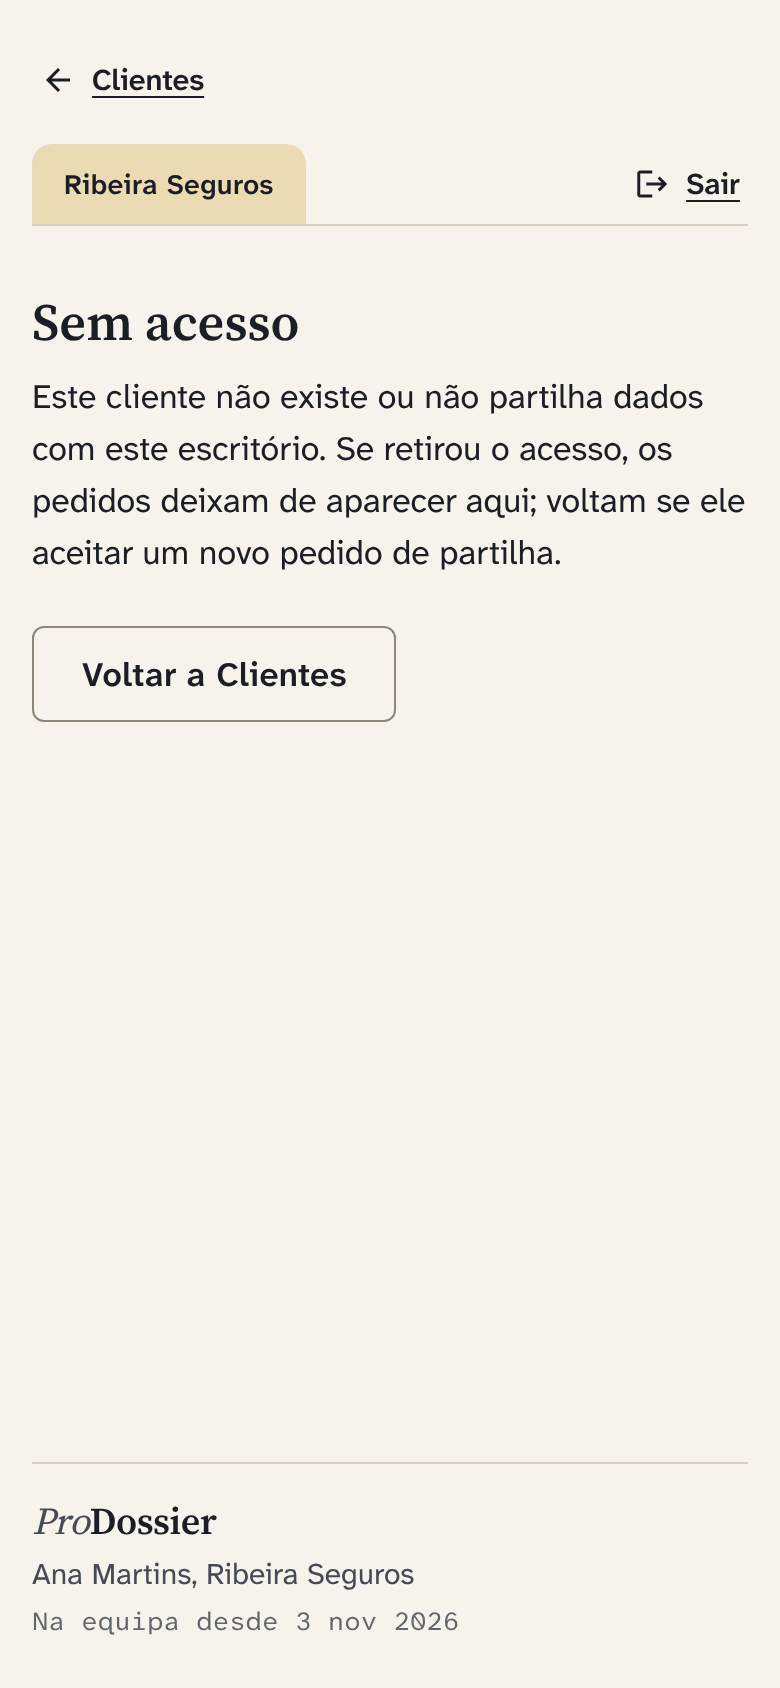 Clientes
Ribeira Seguros
Sair
Sem acesso
Este cliente não existe ou não partilha dados
com este escritório. Se retirou o acesso, os
pedidos deixam de aparecer aqui; voltam se ele
aceitar um novo pedido de partilha.
Voltar a Clientes
ProDossier
Ana Martins, Ribeira Seguros
Na equipa desde 3 nov 2026